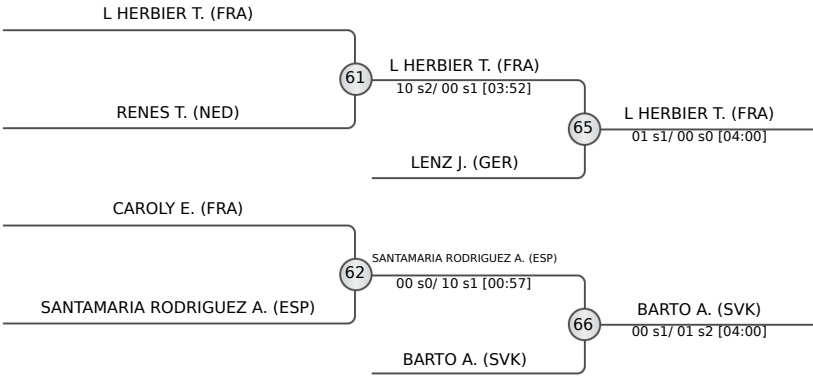 L HERBIER T. (FRA)
61
L HERBIER T. (FRA)
10 s2/ 00 s1 [03:52]
RENES T. (NED)
65
L HERBIER T. (FRA)
01 s1/ 00 s0 [04:00]
LENZ J. (GER)
CAROLY E. (FRA)
62
SANTAMARIA RODRIGUEZ A. (ESP)
00 s0/ 10 s1 [00:57]
SANTAMARIA RODRIGUEZ A. (ESP)
66
BARTO A. (SVK)
00 s1/ 01 s2 [04:00]
BARTO A. (SVK)